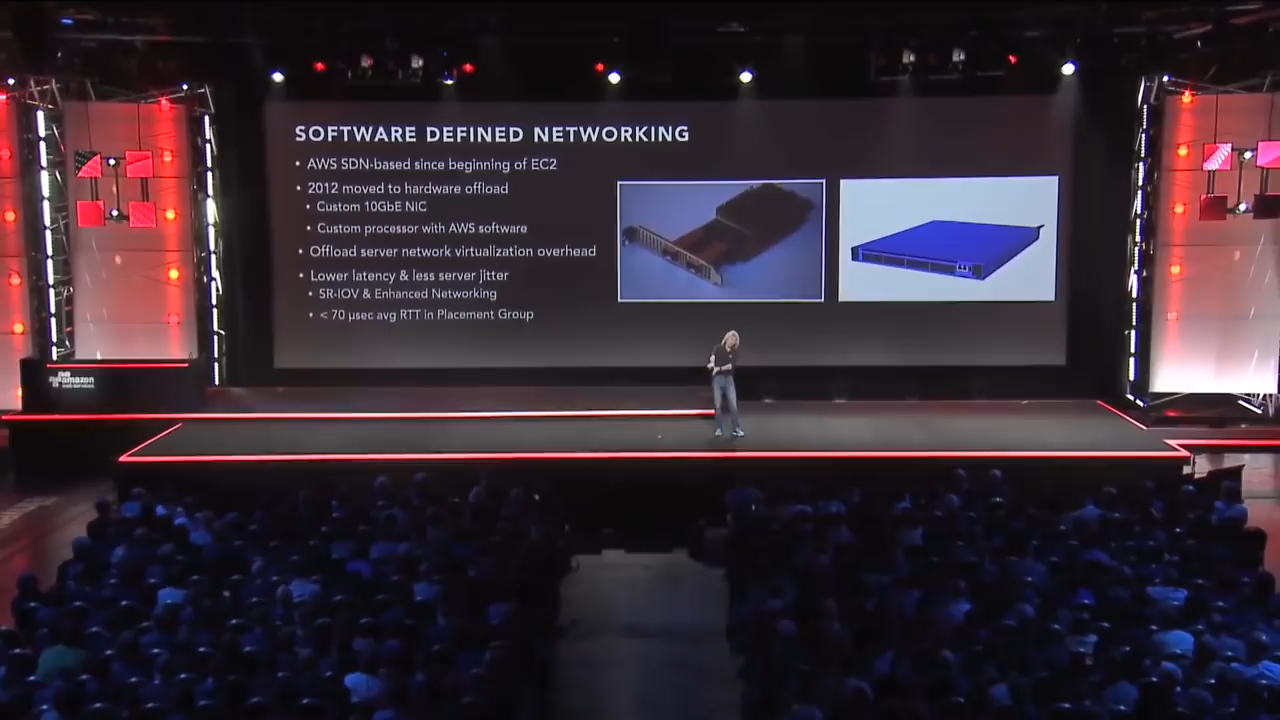 SOFTWARE DEFINED NETWORKING
• AWS SDN-based since beginning of EC2
• 2012 moved to hardware offload
• Custom 10GbE NIC
• Custom processor with AWS software
• Offload server network virtualization overhead
• Lower latency & less server jitter
• SR-IOV & Enhanced Networking
• < 70 µsec avg RTT in Placement Group
amazon
web services